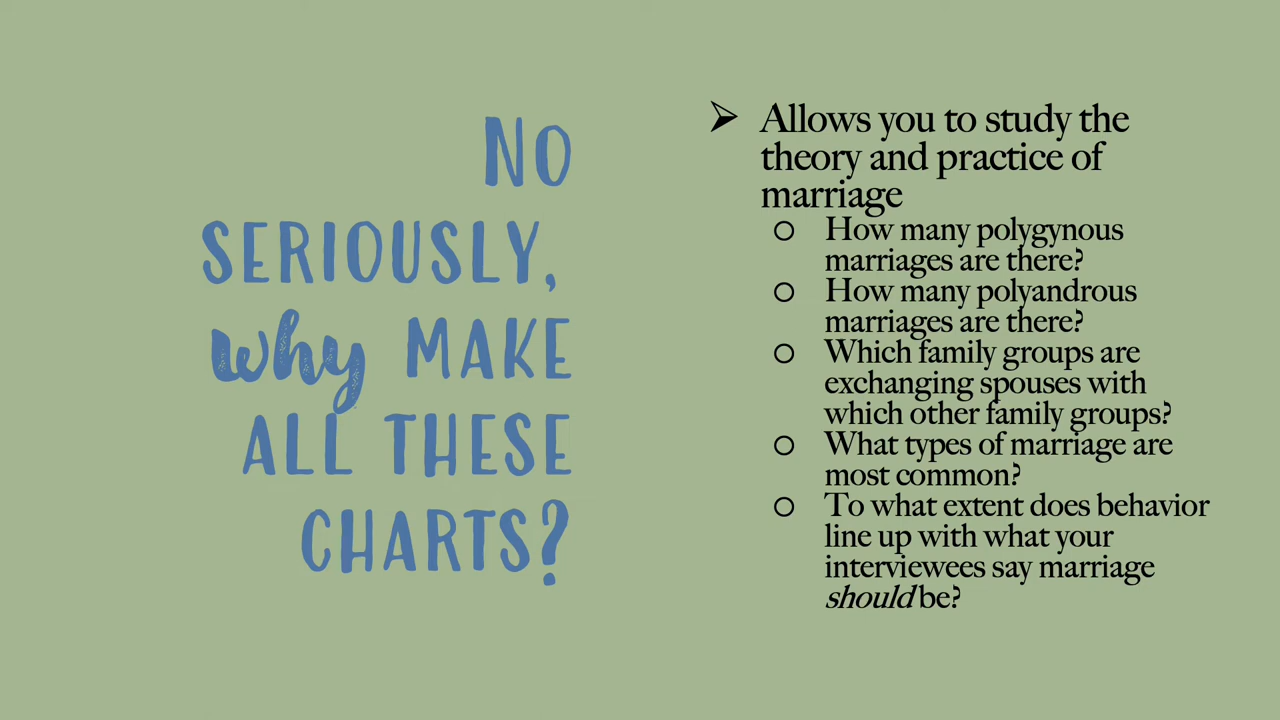 NO
SERIOUSLY,
why MAKE
ALL THESE
CHARTS?
➢ Allows you to study the
theory and practice of
marriage
○ How many polygynous
marriages are there?
○ How many polyandrous
marriages are there?
○ Which family groups are
exchanging spouses with
which other family groups?
○ What types of marriage are
most common?
○ To what extent does behavior
line up with what your
interviewees say marriage
should be?